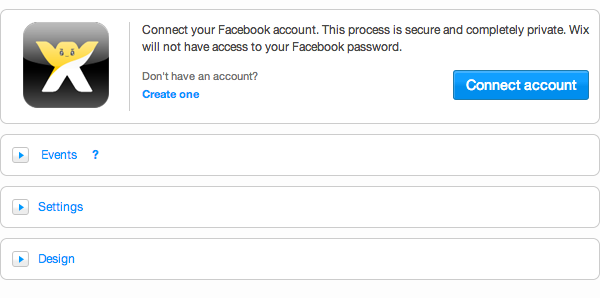 Connect your Facebook account. This process is secure and completely private. Wix
will not have access to your Facebook password.
Don't have an account?
Create one
Connect account
Events ?
Settings
Design